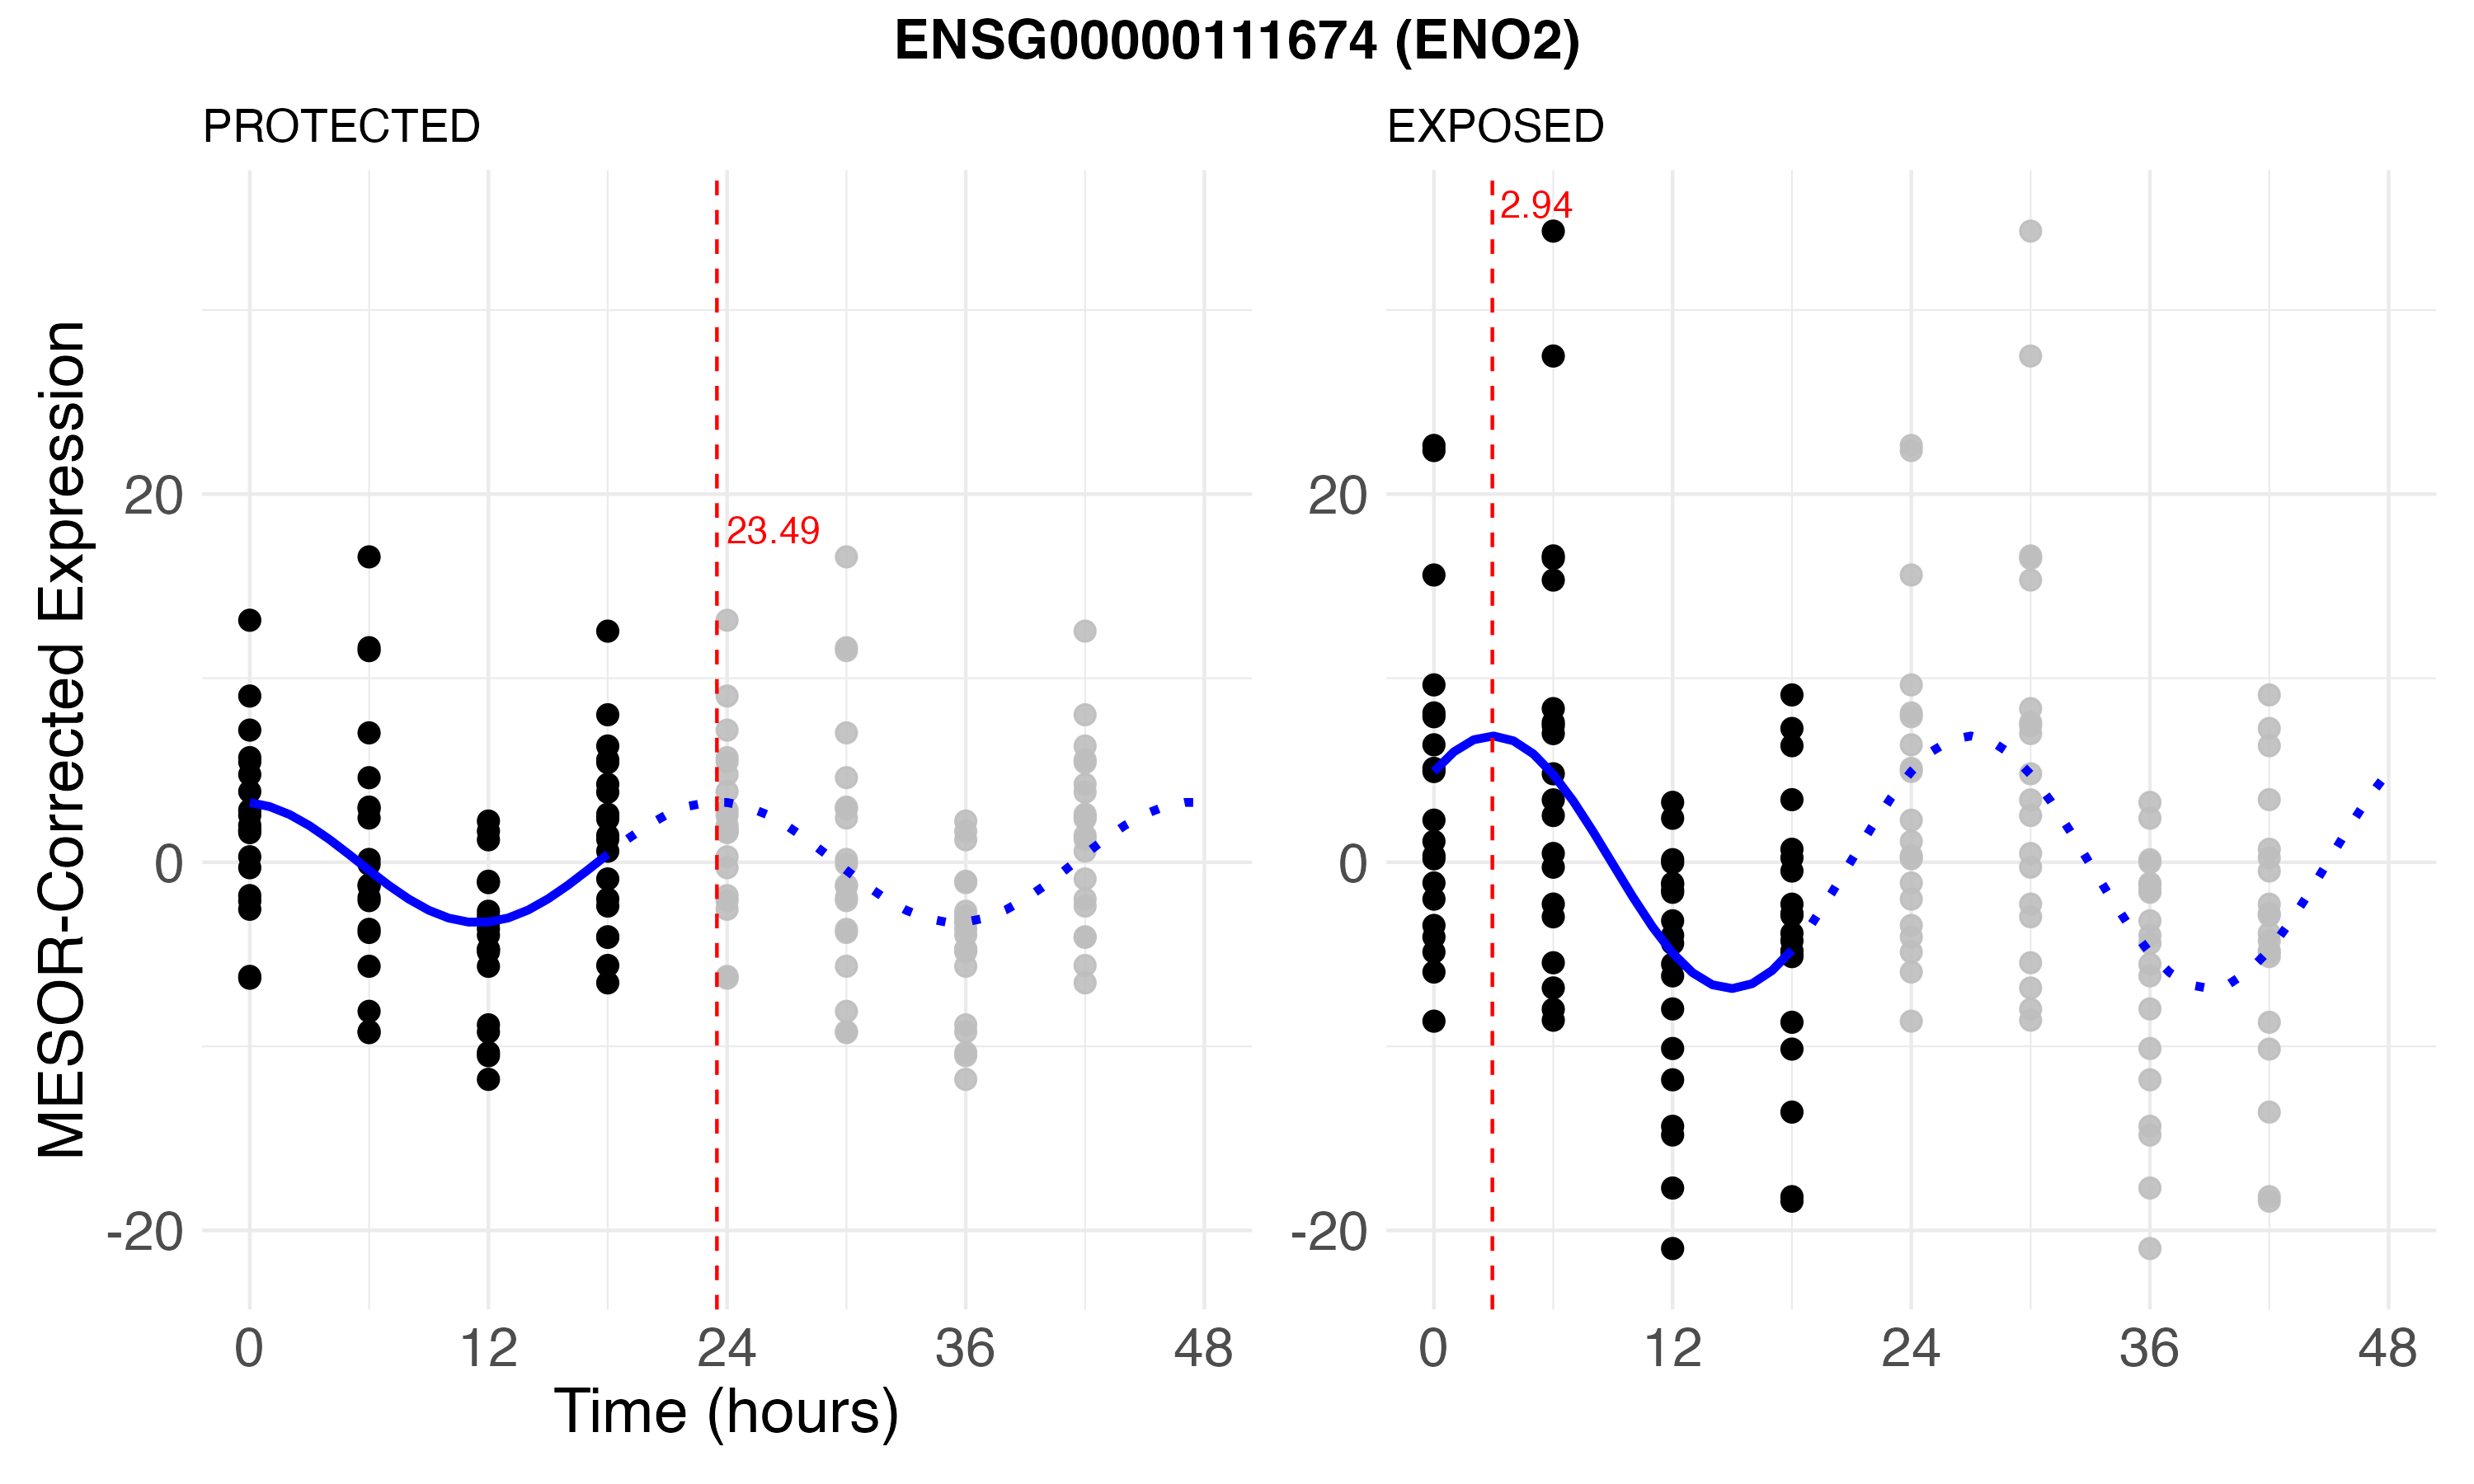 ENSG00000111674 (ENO2)
PROTECTED
EXPOSED
MESOR-Corrected Expression
20
0
-20
23.49
0 12 24 36 48
20
0
-20
2.94
0 12 24 36 48
Time (hours)